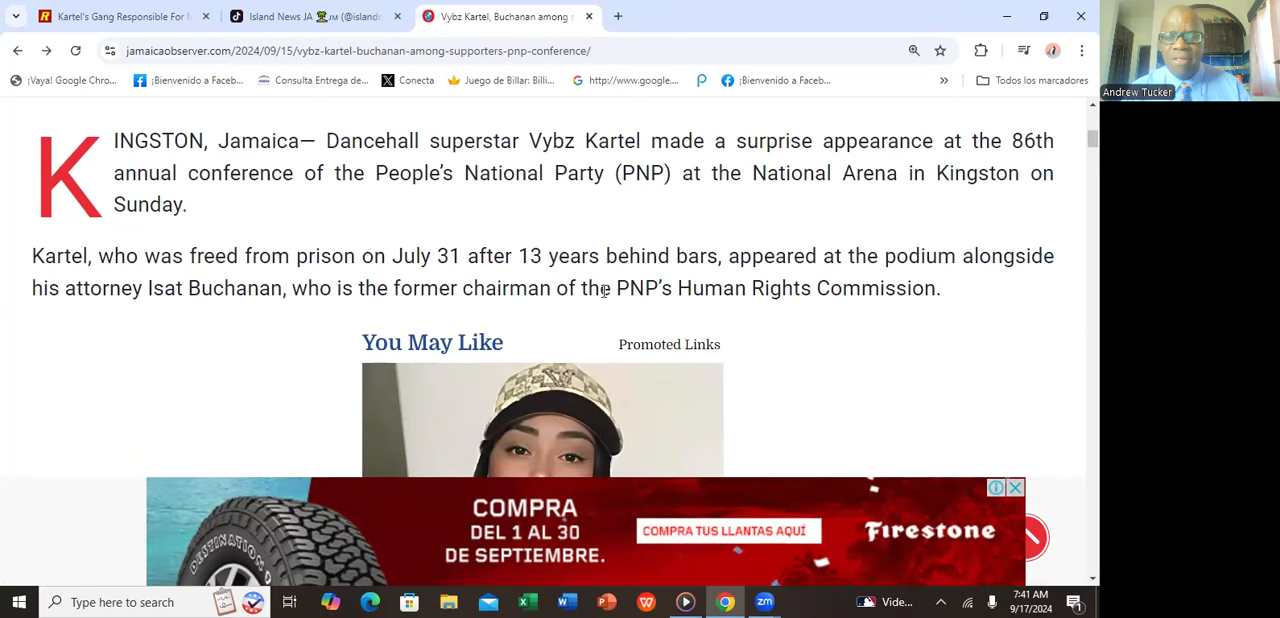 Kartel's Gang Responsible For M
Island News JA
JM (@islandn
Vybz Kartel, Buchanan among s
jamaicaobserver.com/2024/09/15/vybz-kartel-buchanan-among-supporters-pnp-conference/
¡Vaya! Google Chro...
¡Bienvenido a Faceb...
Consulta Entrega de...
Conecta
Juego de Billar: Billi...
http://www.google....
¡Bienvenido a Faceb...
»
Todos los marcadores
Andrew Tucker
KINGSTON, Jamaica— Dancehall superstar Vybz Kartel made a surprise appearance at the 86th
annual conference of the People's National Party (PNP) at the National Arena in Kingston on
Sunday.
Kartel, who was freed from prison on July 31 after 13 years behind bars, appeared at the podium alongside
his attorney Isat Buchanan, who is the former chairman of the PNP's Human Rights Commission.
You May Like
Promoted Links
DESTINATION
COMPRA
DEL 1 AL 30
DE SEPTIEMBRE.
COMPRA TUS LLANTAS AQUÍ
Firestone
Type here to search
zm
Vide...
7:41 AM
9/17/2024
1